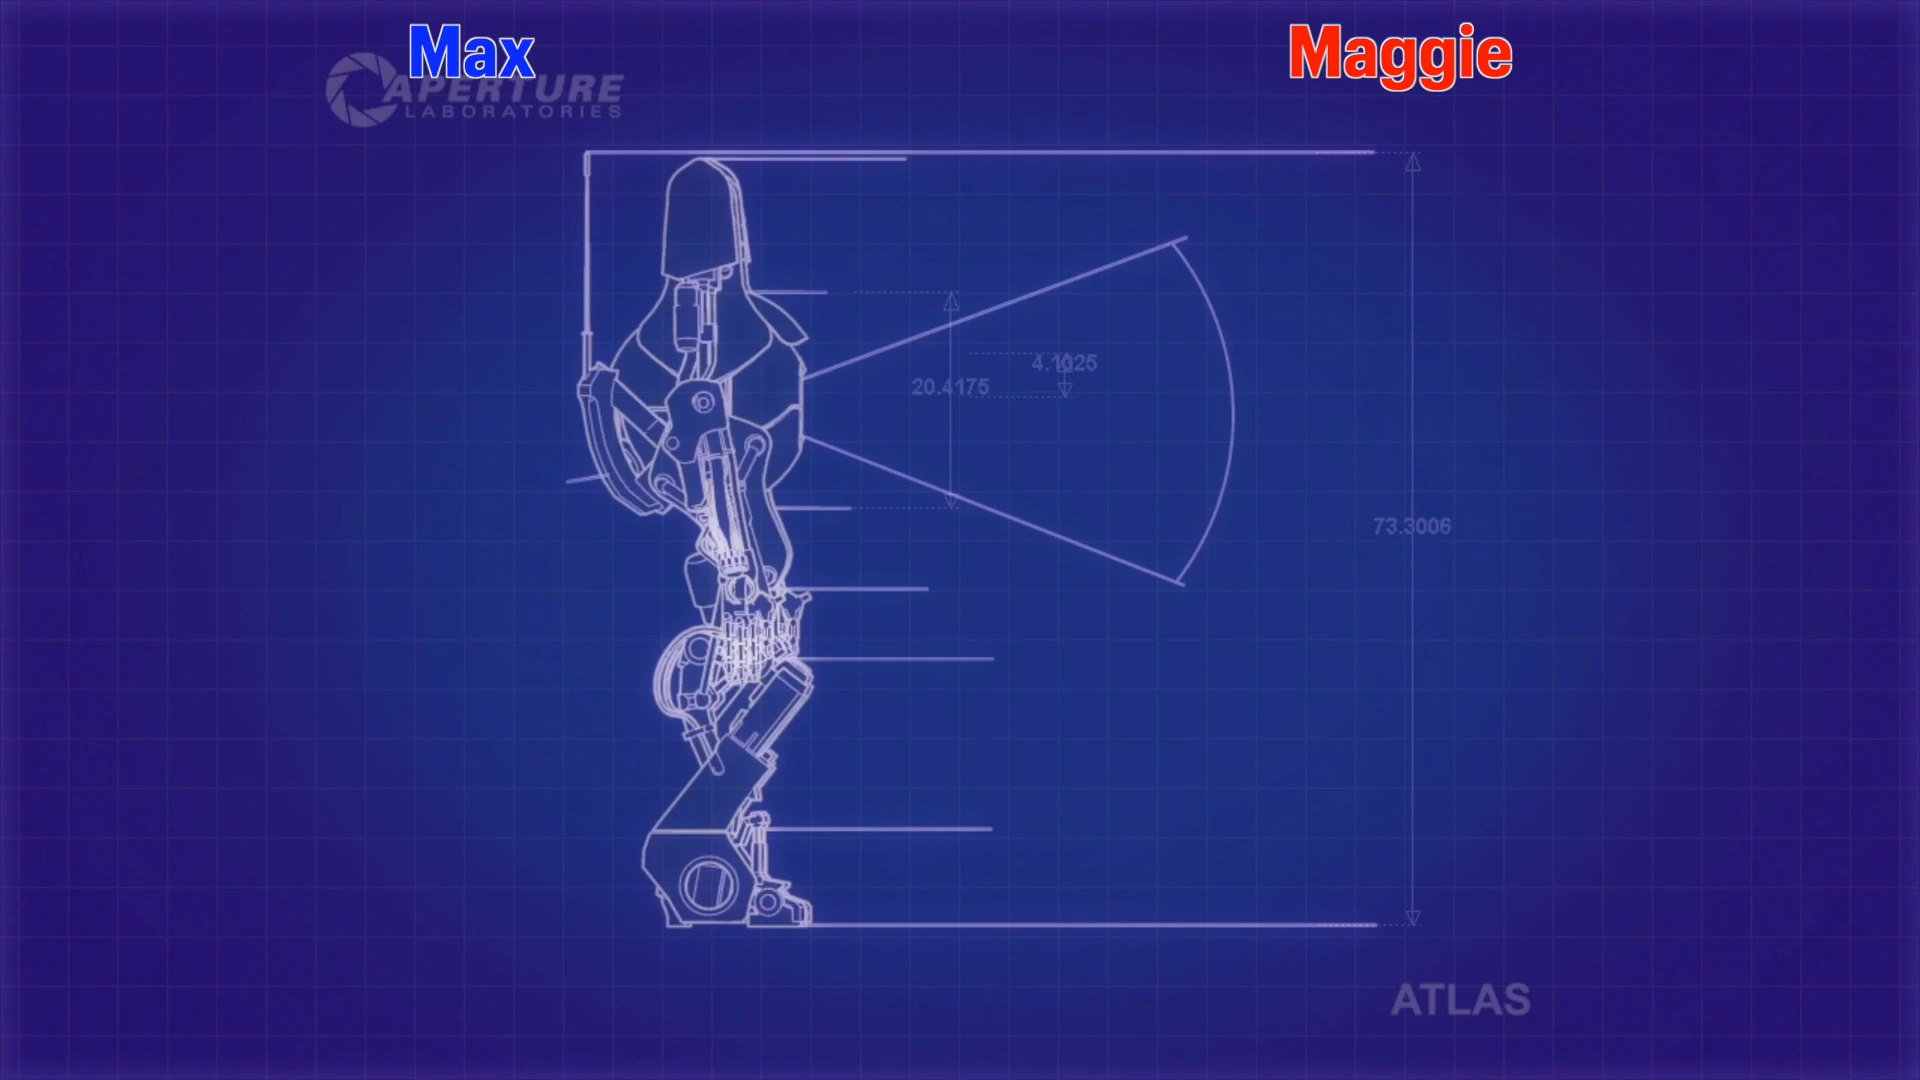 Max
Maggie
APERTURE
LABORATORIES
4.1025
20.4175
73.3006
ATLAS